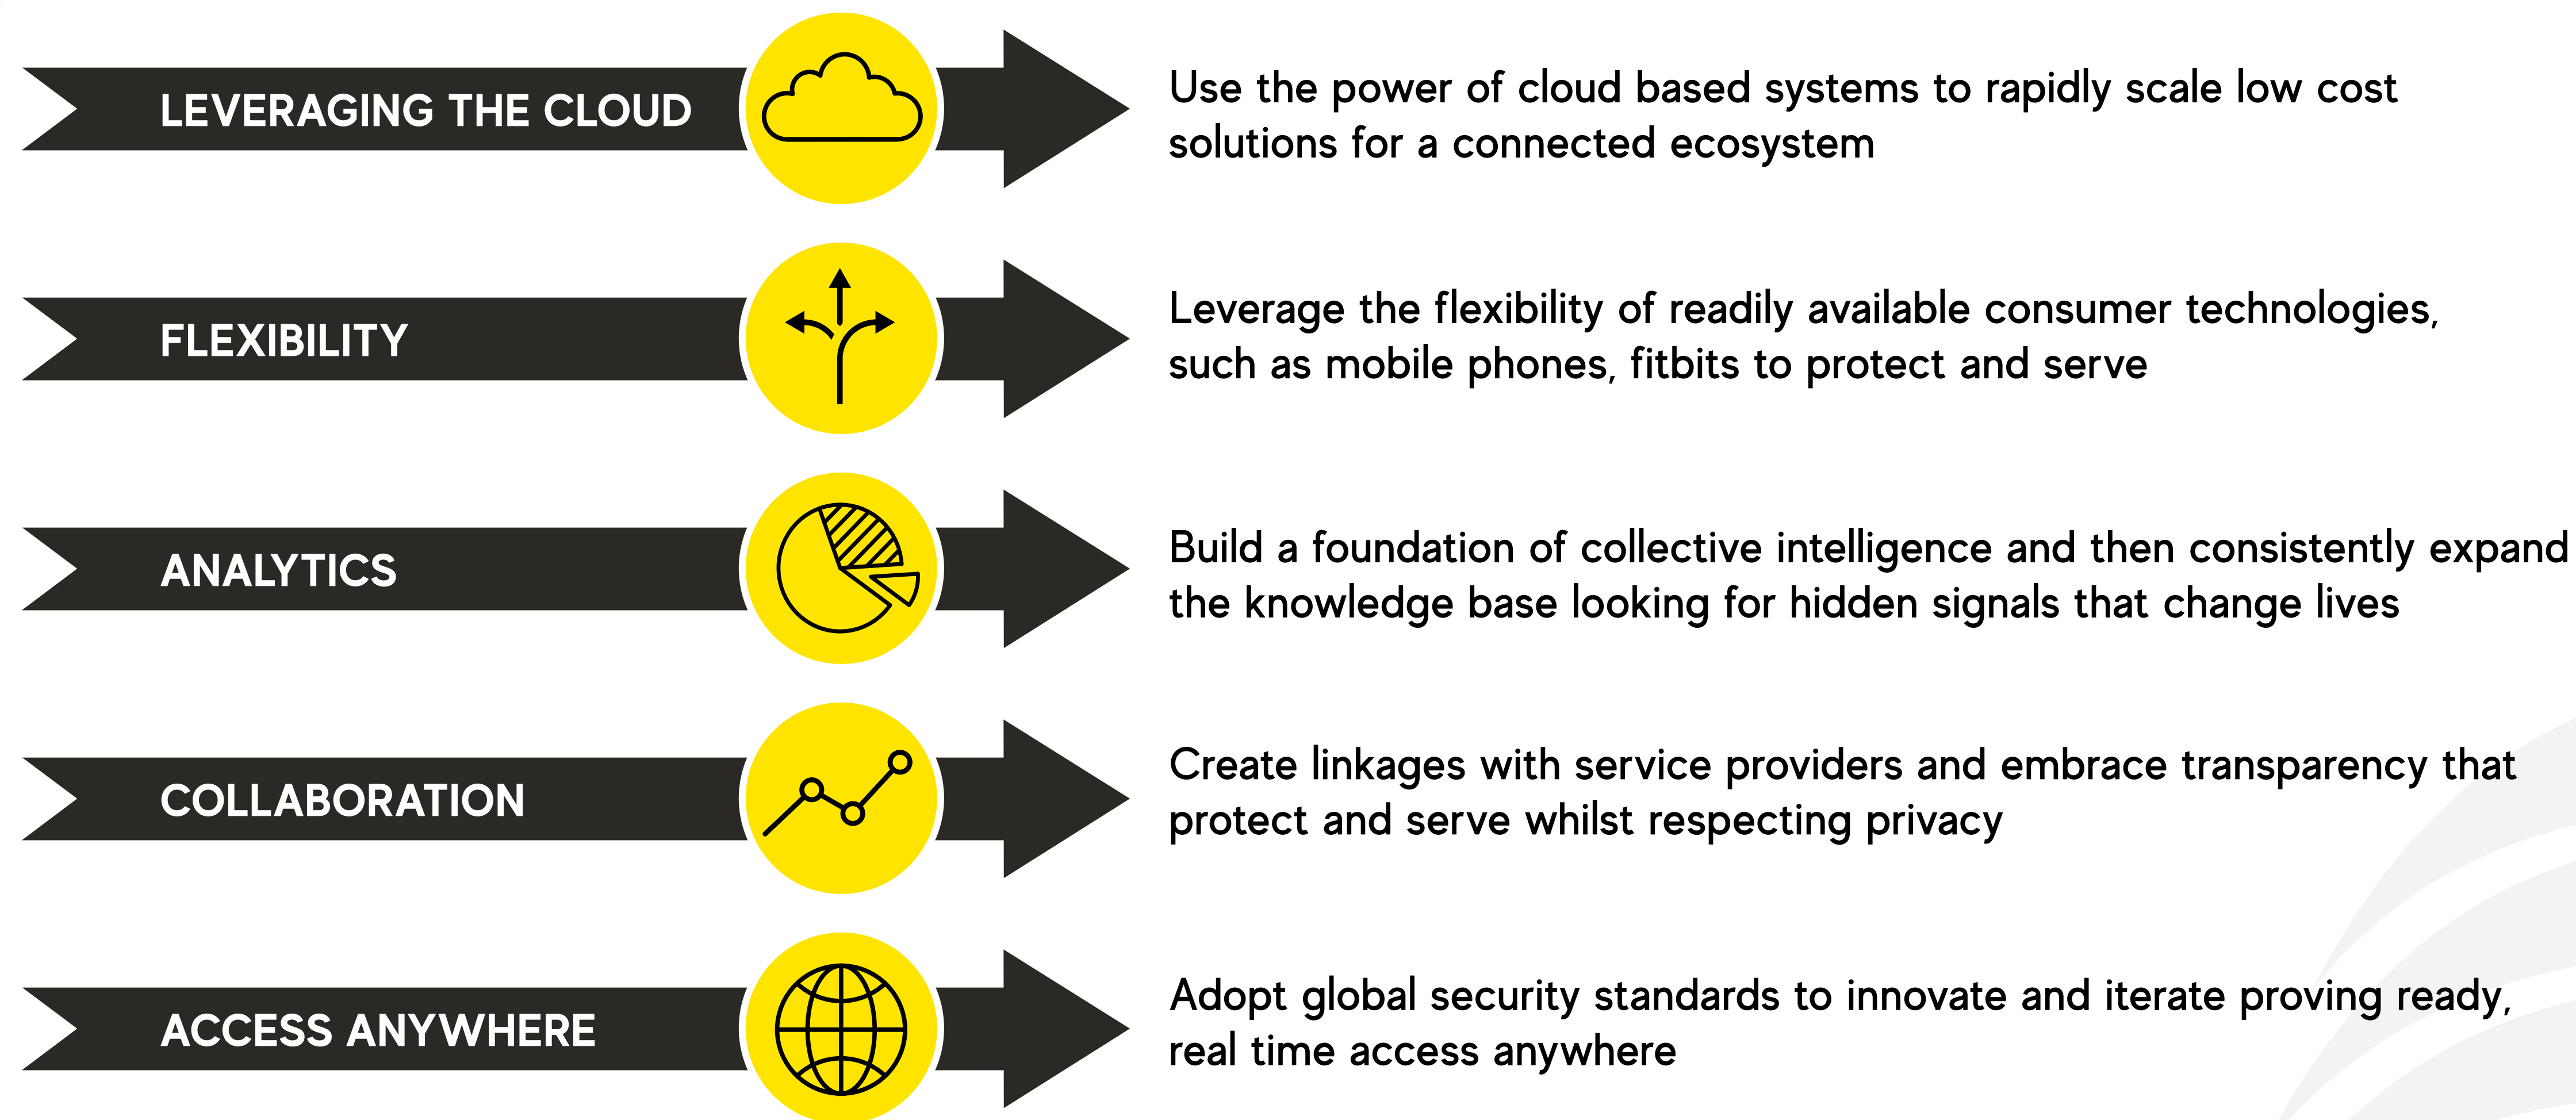 LEVERAGING THE CLOUD
Use the power of cloud based systems to rapidly scale low cost
solutions for a connected ecosystem
FLEXIBILITY
Leverage the flexibility of readily available consumer technologies,
such as mobile phones, fitbits to protect and serve
ANALYTICS
Build a foundation of collective intelligence and then consistently expand
the knowledge base looking for hidden signals that change lives
COLLABORATION
Create linkages with service providers and embrace transparency that
protect and serve whilst respecting privacy
ACCESS ANYWHERE
Adopt global security standards to innovate and iterate proving ready,
real time access anywhere